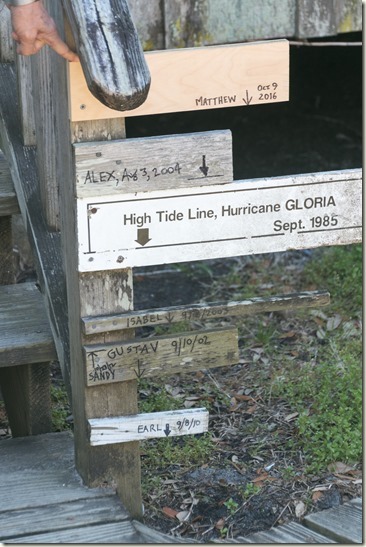 MATTHEW ↓ Oct 9
2016
ALEX, Aug 3, 2004 ↓
High Tide Line, Hurricane GLORIA
Sept. 1985
ISABEL ↓
GUSTAV - 9/10/02
SANDY
EARL ↓ 9/3/10